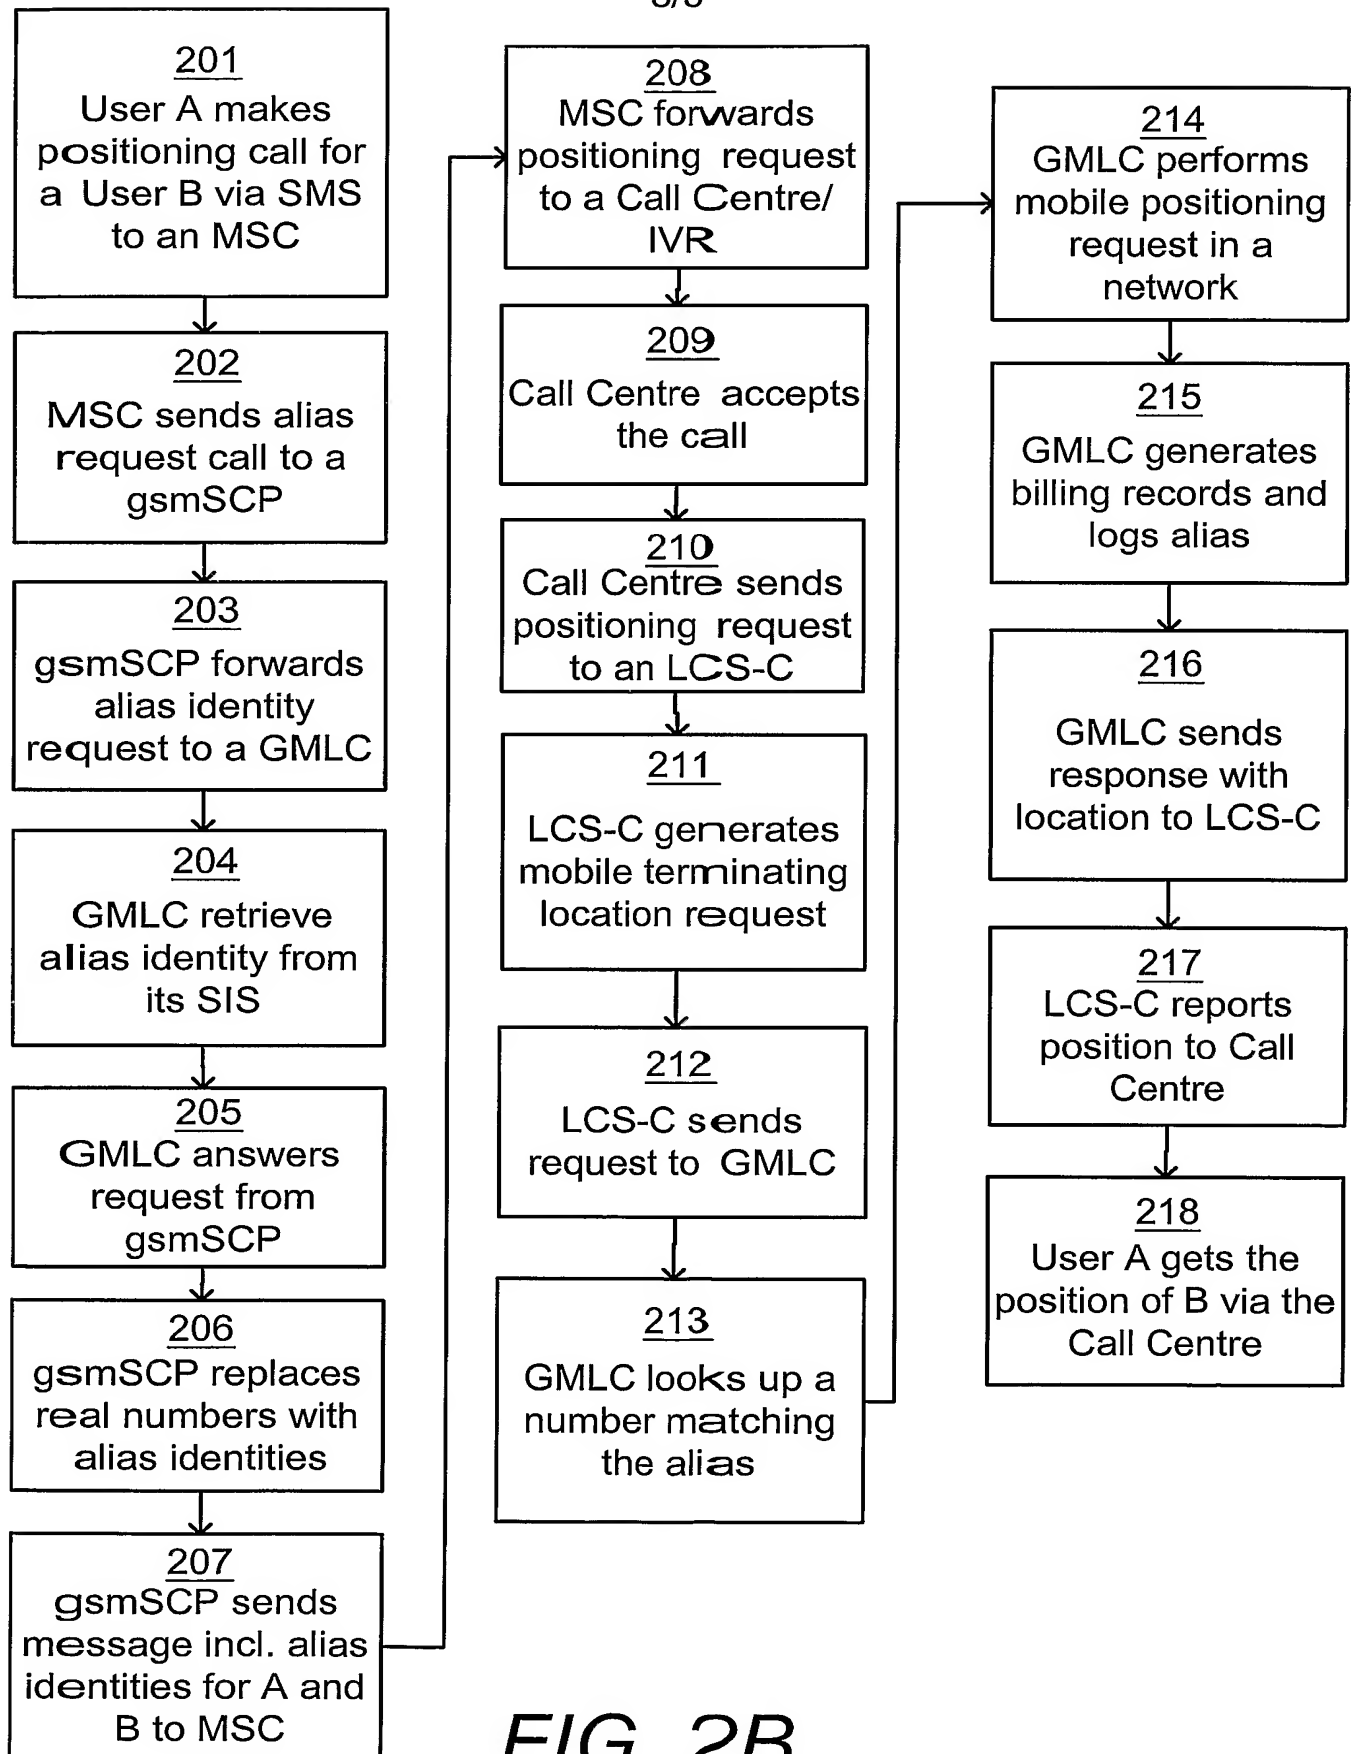 3/3
201
User A makes
positioning call for
a User B via SMS
to an MSC
202
MSC sends alias
request call to a
gsmSCP
203
gsmSCP forwards
alias identity
request to a GMLC
204
GMLC retrieve
alias identity from
its SIS
205
GMLC answers
request from
gsmSCP
206
gsmSCP replaces
real numbers with
alias identities
207
gsmSCP sends
message incl. alias
identities for A and
B to MSC
208
MSC forwards
positioning request
to a Call Centre/
IVR
209
Call Centre accepts
the call
210
Call Centre sends
positioning request
to an LCS-C
211
LCS-C generates
mobile terminating
location request
212
LCS-C sends
request to GMLC
213
GMLC looks up a
number matching
the alias
214
GMLC performs
mobile positioning
request in a
network
215
GMLC generates
billing records and
logs alias
216
GMLC sends
response with
location to LCS-C
217
LCS-C reports
position to Call
Centre
218
User A gets the
position of B via the
Call Centre
FIG. 2B